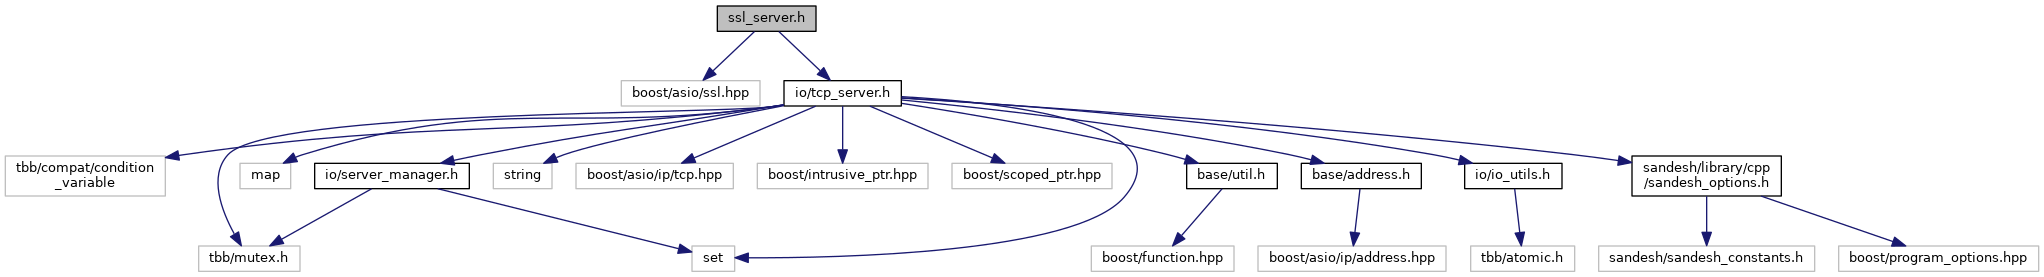 ssl_server.h
boost/asio/ssl.hpp
io/tcp_server.h
tbb/compat/condition
_variable
map
io/server_manager.h
string
boost/asio/ip/tcp.hpp
boost/intrusive_ptr.hpp
boost/scoped_ptr.hpp
base/util.h
base/address.h
io/io_utils.h
sandesh/library/cpp
/sandesh_options.h
tbb/mutex.h
set
boost/function.hpp
boost/asio/ip/address.hpp
tbb/atomic.h
sandesh/sandesh_constants.h
boost/program_options.hpp